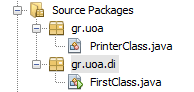 Source Packages
gr.uoa
PrinterClass.java
gr.uoa.di
FirstClass.java